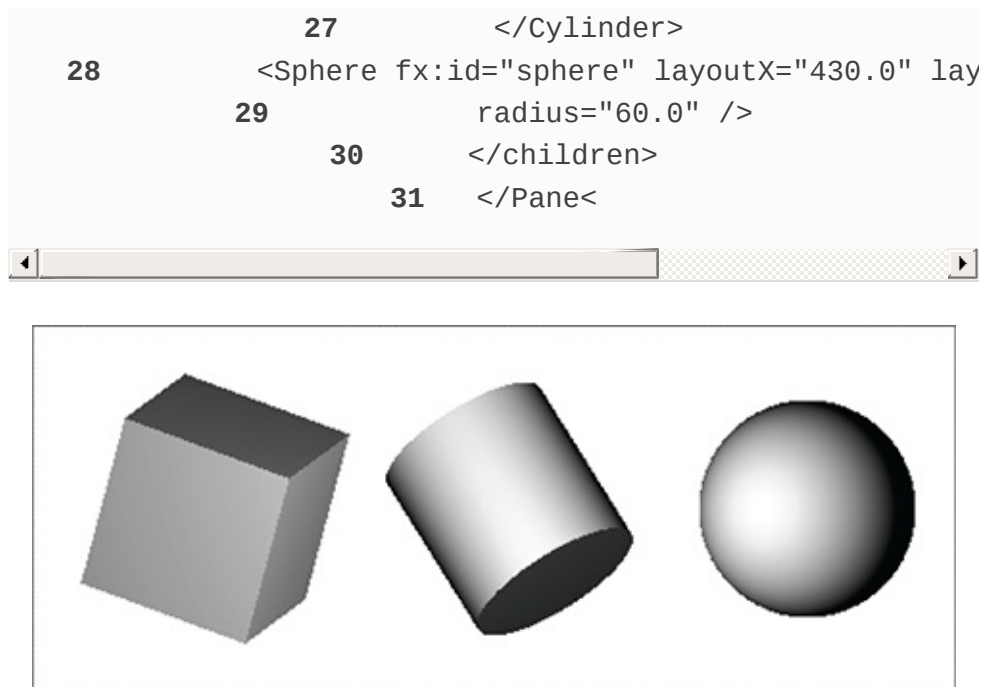 27 </Cylinder>
28 <Sphere fx:id="sphere" layoutX="430.0" lay
29 radius="60.0" />
30 </children>
31 </Pane<